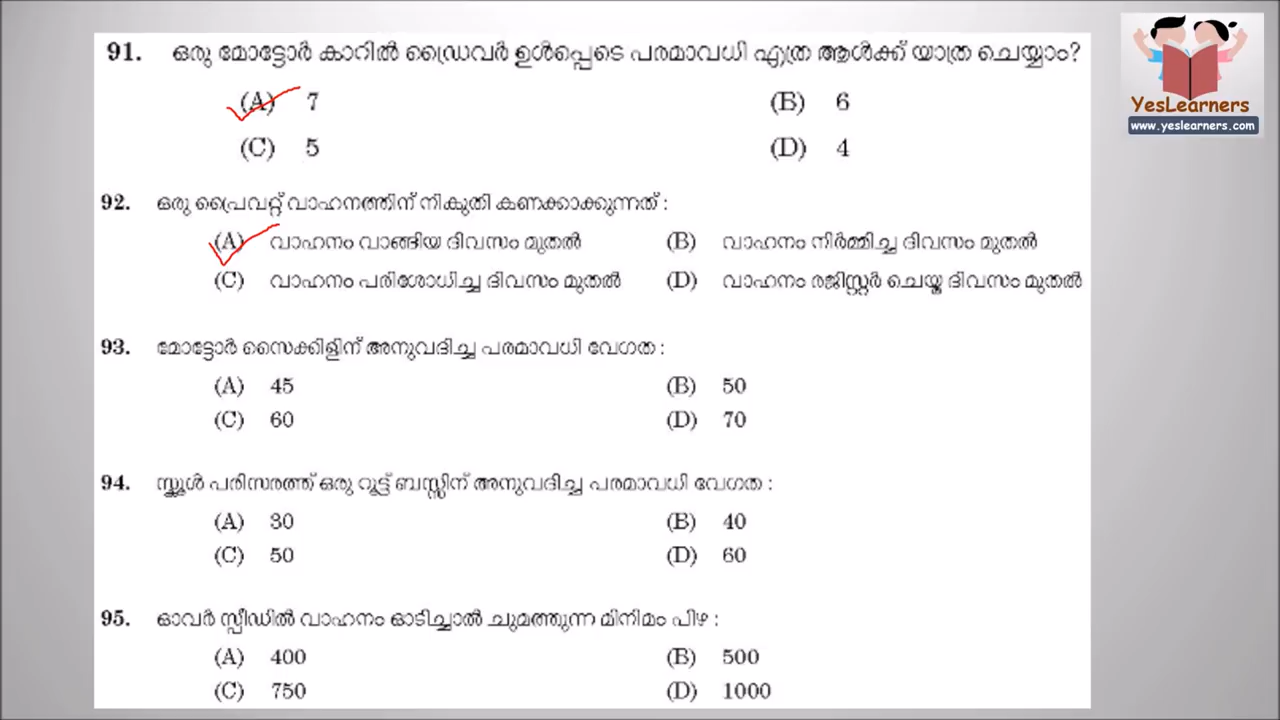 91. ഒരു മോട്ടോർ കാറിൽ ഡ്രൈവർ ഉൾപ്പെടെ പരമാവധി എത്ര ആൾക്ക് യാത്ര ചെയ്യാം?
(A) 7 (B) 6
(C) 5 (D) 4
92. ഒരു പ്രൈവറ്റ് വാഹനത്തിന് നികുതി കണക്കാക്കുന്നത് :
(A) വാഹനം വാങ്ങിയ ദിവസം മുതൽ (B) വാഹനം നിർമ്മിച്ച ദിവസം മുതൽ
(C) വാഹനം പരിശോധിച്ച ദിവസം മുതൽ (D) വാഹനം രജിസ്റ്റർ ചെയ്ത ദിവസം മുതൽ
93. മോട്ടോർ സൈക്കിളിന് അനുവദിച്ച പരമാവധി വേഗത :
(A) 45 (B) 50
(C) 60 (D) 70
94. സ്കൂൾ പരിസരത്ത് ഒരു റൂട്ട് ബസ്സിന് അനുവദിച്ച പരമാവധി വേഗത :
(A) 30 (B) 40
(C) 50 (D) 60
95. ഓവർ സ്പീഡിൽ വാഹനം ഓടിച്ചാൽ ചുമത്തുന്ന മിനിമം പിഴ :
(A) 400 (B) 500
(C) 750 (D) 1000
YesLearners
www.yeslearners.com